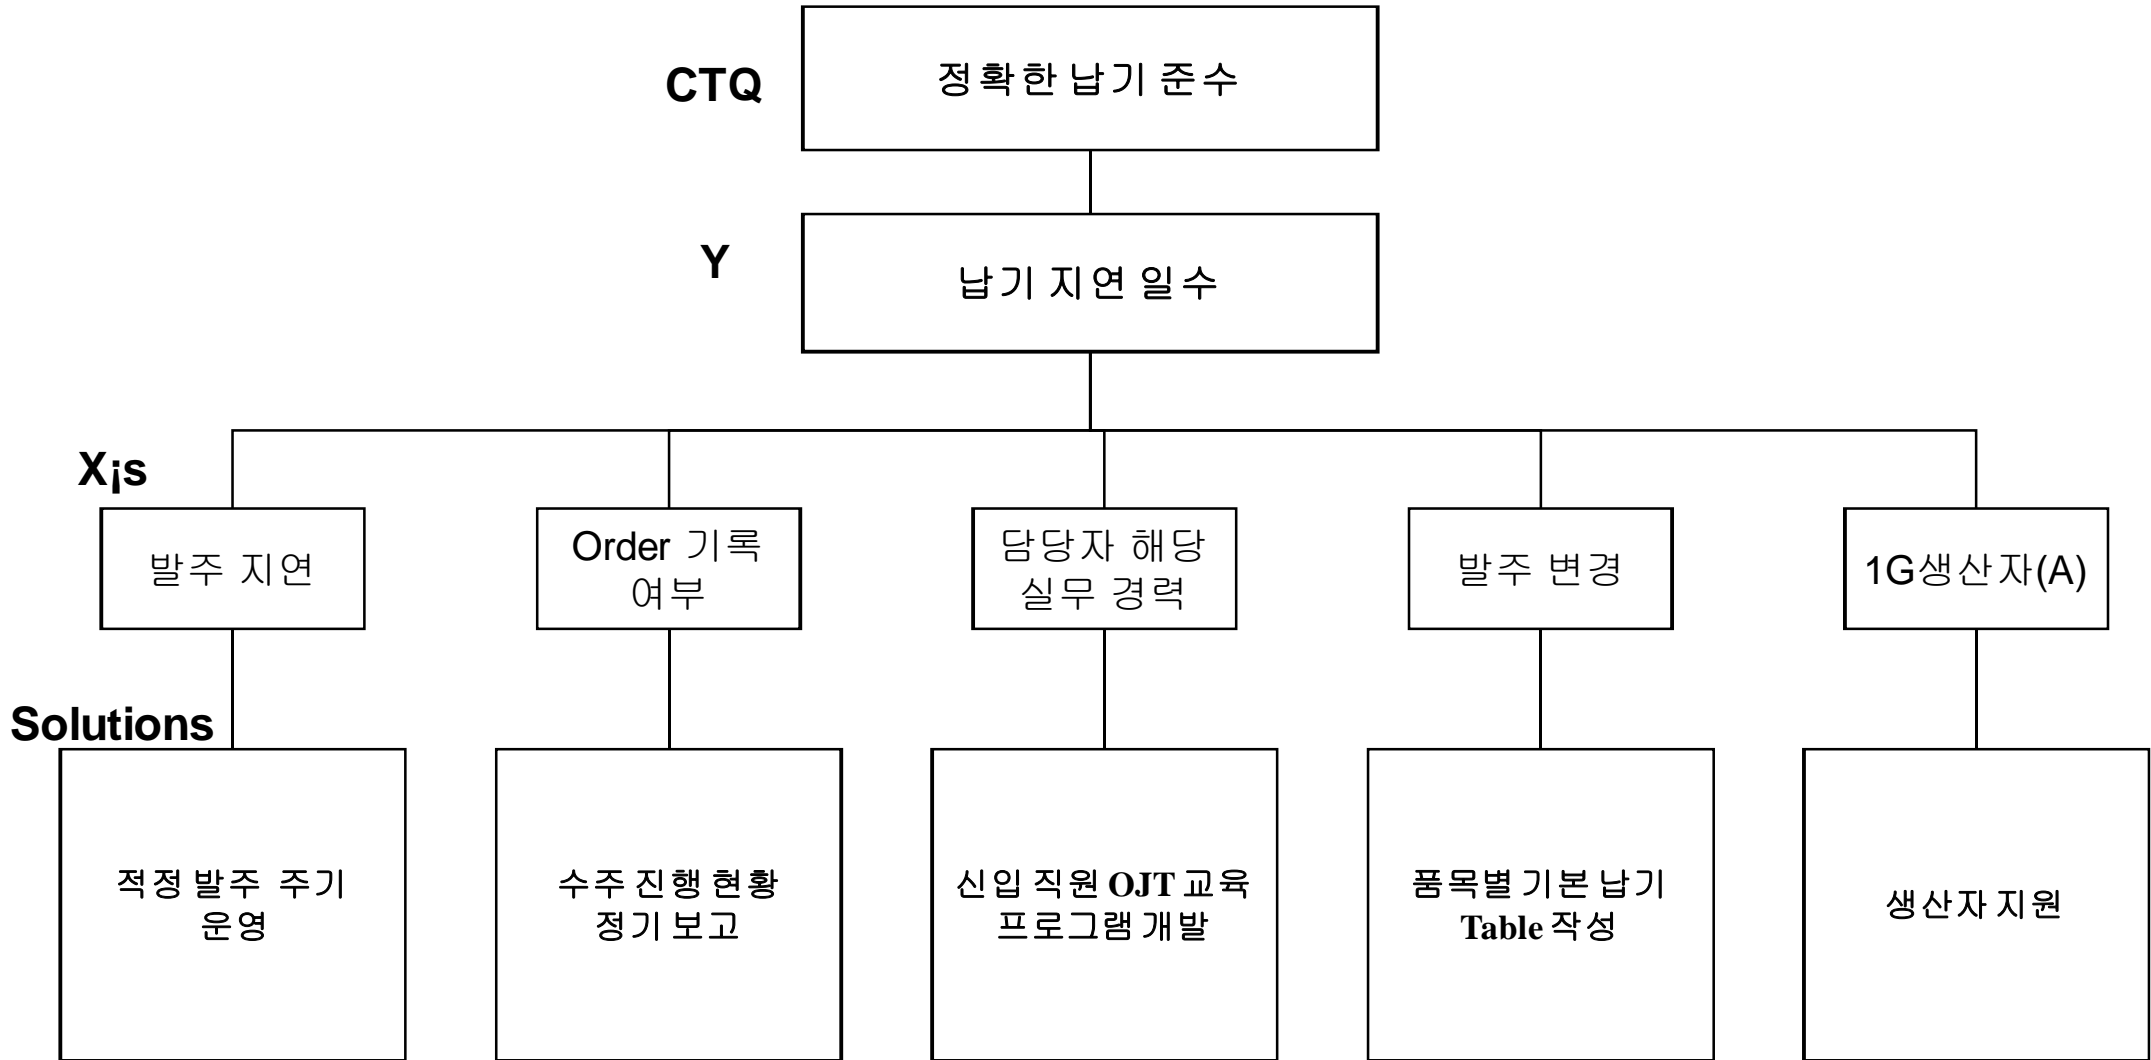 CTQ
정확한 납기 준수
Y
납기 지연 일수
X¡s
발주 지연
Order 기록
여부
담당자 해당
실무 경력
발주 변경
1G생산자(A)
Solutions
적정 발주 주기
운영
수주 진행 현황
정기 보고
신입 직원 OJT 교육
프로그램 개발
품목별 기본 납기
Table 작성
생산자 지원